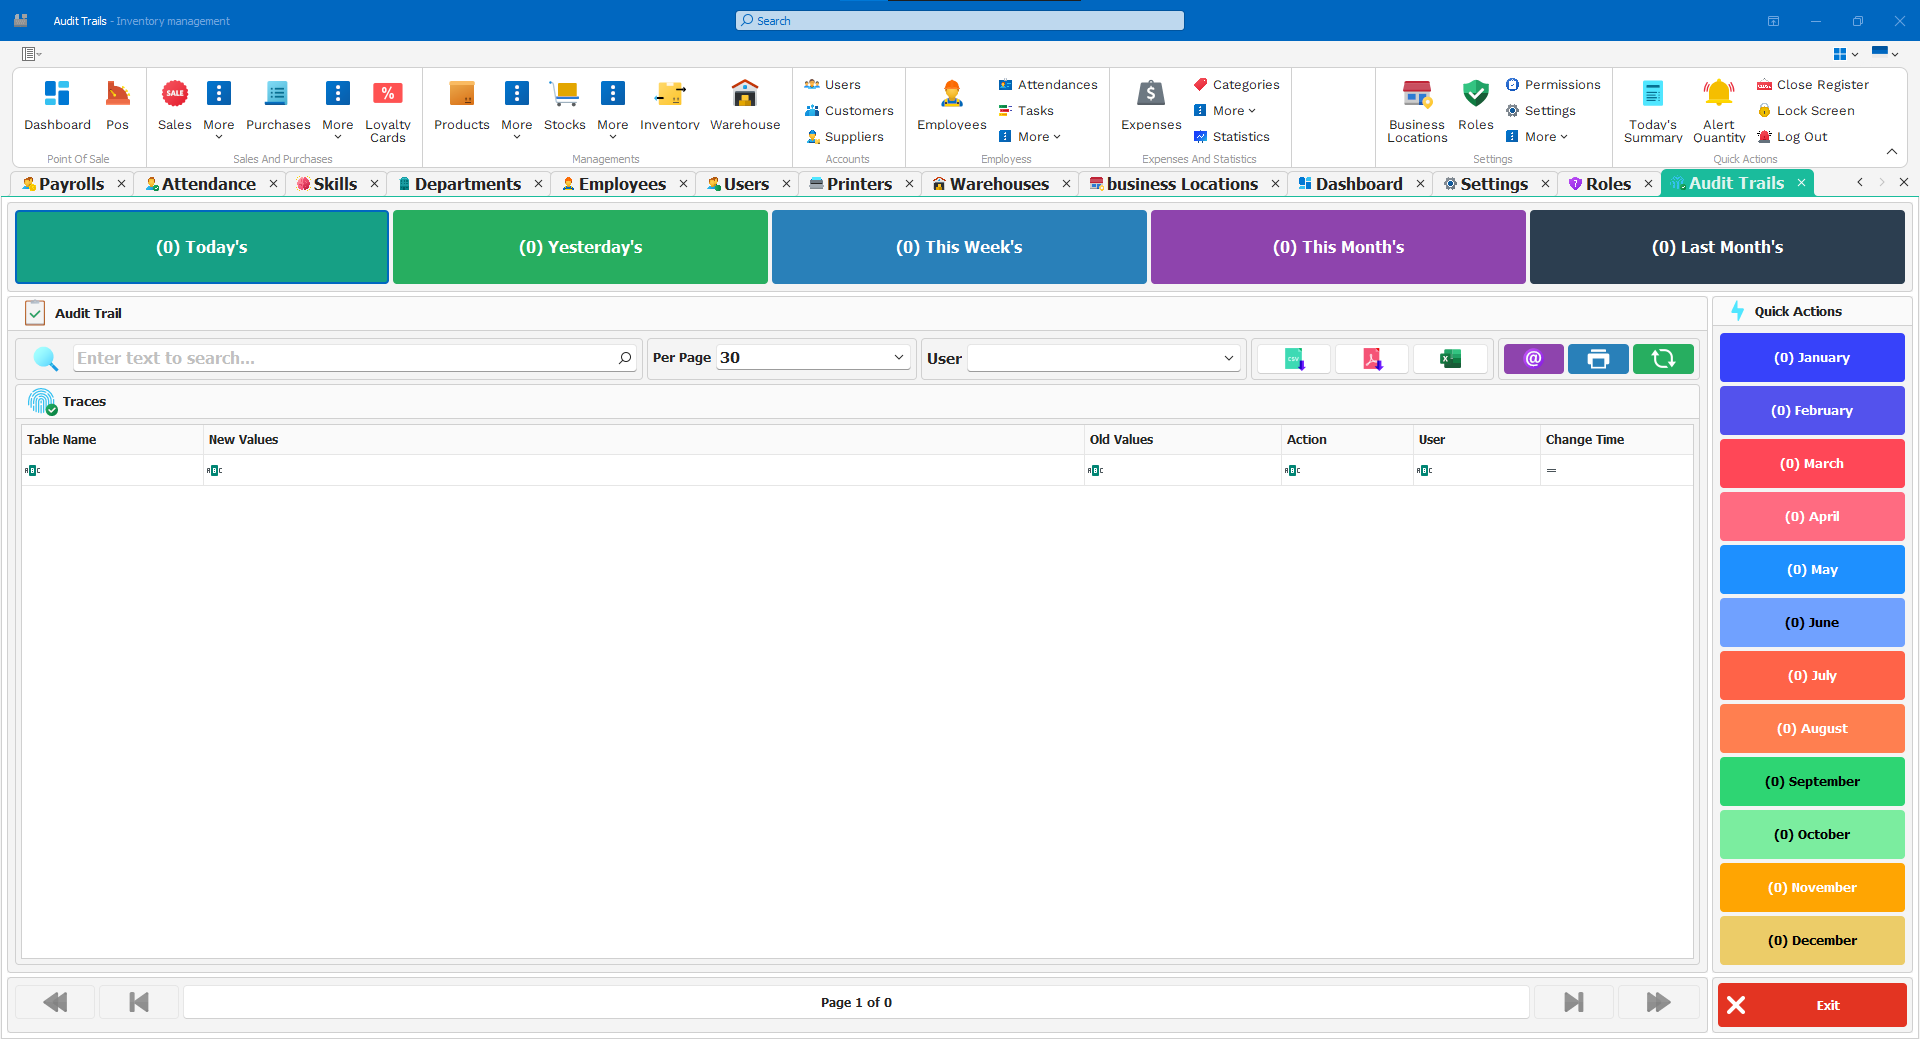 Audit Trails - Inventory management
Search
Dashboard
Pos
Point Of Sale
Sales
More
Purchases
More
Loyalty
Cards
Sales And Purchases
Products
More
Stocks
More
Inventory
Warehouse
Managements
Users
Customers
Suppliers
Accounts
Employees
Attendances
Tasks
More
Employess
Expenses
Categories
More
Statistics
Expenses And Statistics
Business
Locations
Roles
Permissions
Settings
More
Settings
Today's
Summary
Alert
Quantity
Close Register
Lock Screen
Log Out
Quick Actions
Payrolls
Attendance
Skills
Departments
Employees
Users
Printers
Warehouses
business Locations
Dashboard
Settings
Roles
Audit Trails
(0) Today's
(0) Yesterday's
(0) This Week's
(0) This Month's
(0) Last Month's
Audit Trail
Enter text to search...
Per Page 30
User
Traces
Table Name
New Values
Old Values
Action
User
Change Time
Quick Actions
(0) January
(0) February
(0) March
(0) April
(0) May
(0) June
(0) July
(0) August
(0) September
(0) October
(0) November
(0) December
Page 1 of 0
Exit